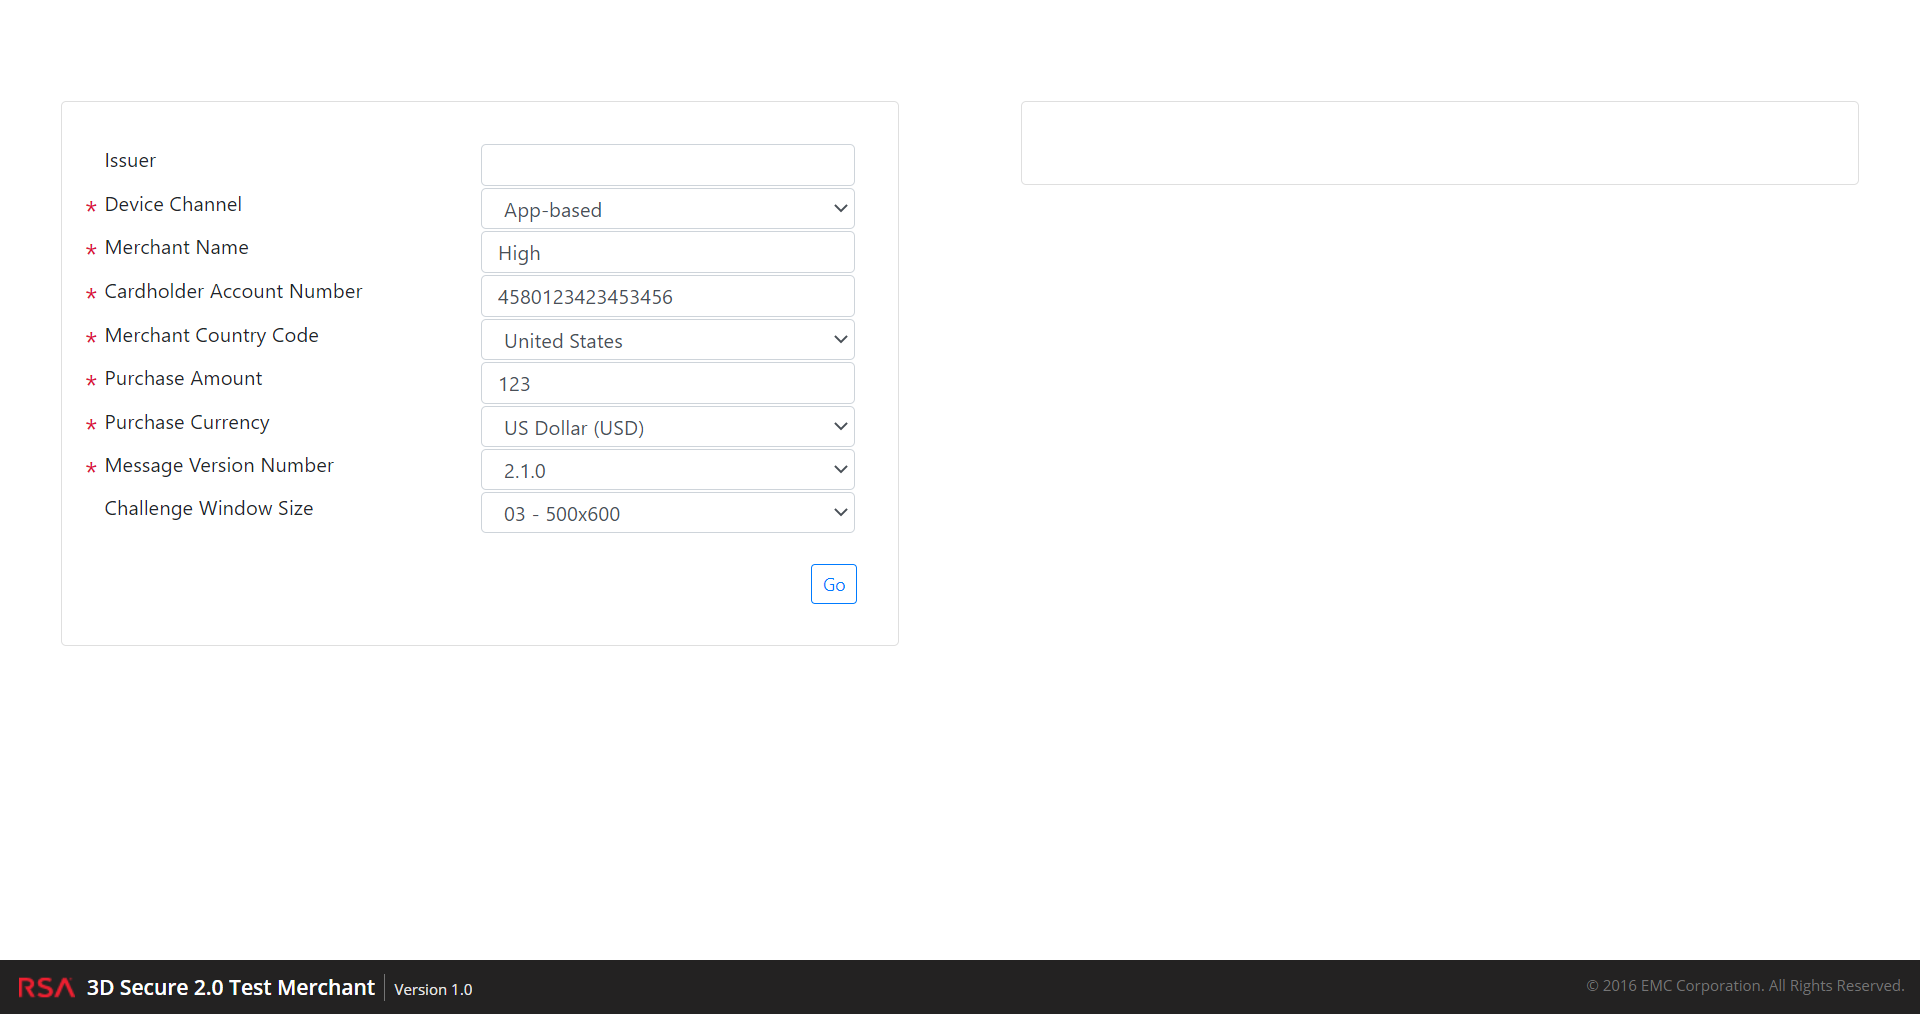 Issuer
* Device Channel App-based
* Merchant Name High
* Cardholder Account Number 4580123423453456
* Merchant Country Code United States
* Purchase Amount 123
* Purchase Currency US Dollar (USD)
* Message Version Number 2.1.0
Challenge Window Size 03 - 500x600
Go
RSA 3D Secure 2.0 Test Merchant Version 1.0 © 2016 EMC Corporation. All Rights Reserved.